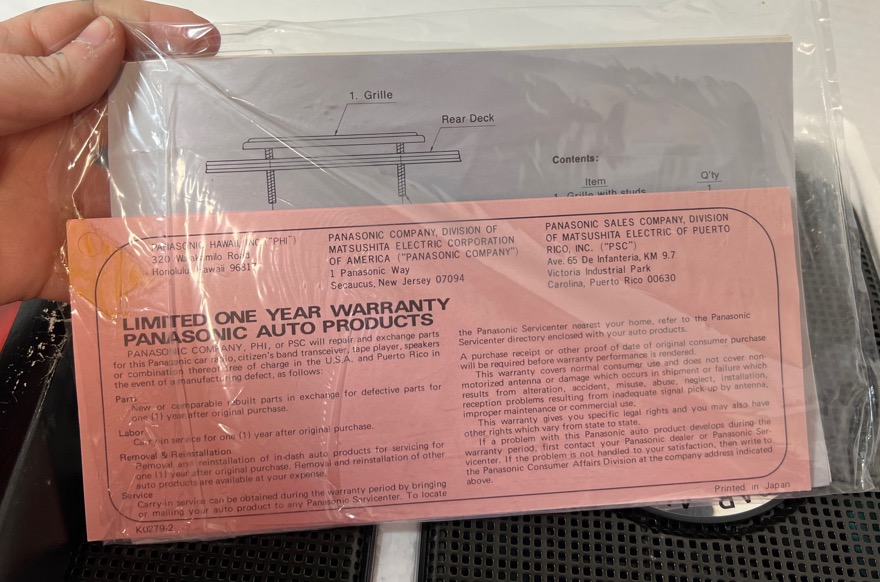 1. Grille
Rear Deck
Contents:
Item
Q'ty
1. Grille with studs
1
PANASONIC HAWAII, INC. ("PHI")
320 Waiakamilo Road
Honolulu, Hawaii 96817
PANASONIC COMPANY, DIVISION OF
MATSUSHITA ELECTRIC CORPORATION
OF AMERICA ("PANASONIC COMPANY")
1 Panasonic Way
Secaucus, New Jersey 07094
PANASONIC SALES COMPANY, DIVISION
OF MATSUSHITA ELECTRIC OF PUERTO
RICO, INC. ("PSC")
Ave. 65 De Infanteria, KM 9.7
Victoria Industrial Park
Carolina, Puerto Rico 00630
LIMITED ONE YEAR WARRANTY
PANASONIC AUTO PRODUCTS
PANASONIC COMPANY, PHI, or PSC will repair and exchange parts
for this Panasonic car radio, citizen's band transceiver, tape player, speakers
or combination thereof free of charge in the U.S.A. and Puerto Rico in
the event of a manufacturing defect, as follows:
Parts
New or comparable rebuilt parts in exchange for defective parts for
one (1) year after original purchase.
Labor
Carry-in service for one (1) year after original purchase.
Removal & Reinstallation
Removal and reinstallation of in-dash auto products for servicing for
one (1) year after original purchase. Removal and reinstallation of other
auto products are available at your expense.
Service
Carry-in service can be obtained during the warranty period by bringing
or mailing your auto product to any Panasonic Servicenter. To locate
the Panasonic Servicenter nearest your home, refer to the Panasonic
Servicenter directory enclosed with your auto products.
A purchase receipt or other proof of date of original consumer purchase
will be required before warranty performance is rendered.
This warranty covers normal consumer use and does not cover non-
motorized antenna or damage which occurs in shipment or failure which
results from alteration, accident, misuse, abuse, neglect, installation,
reception problems resulting from inadequate signal pick-up by antenna,
improper maintenance or commercial use.
This warranty gives you specific legal rights and you may also have
other rights which vary from state to state.
If a problem with this Panasonic auto product develops during the
warranty period, first contact your Panasonic dealer or Panasonic Ser-
vicenter. If the problem is not handled to your satisfaction, then write to
the Panasonic Consumer Affairs Division at the company address indicated
above.
K0279-2
Printed in Japan